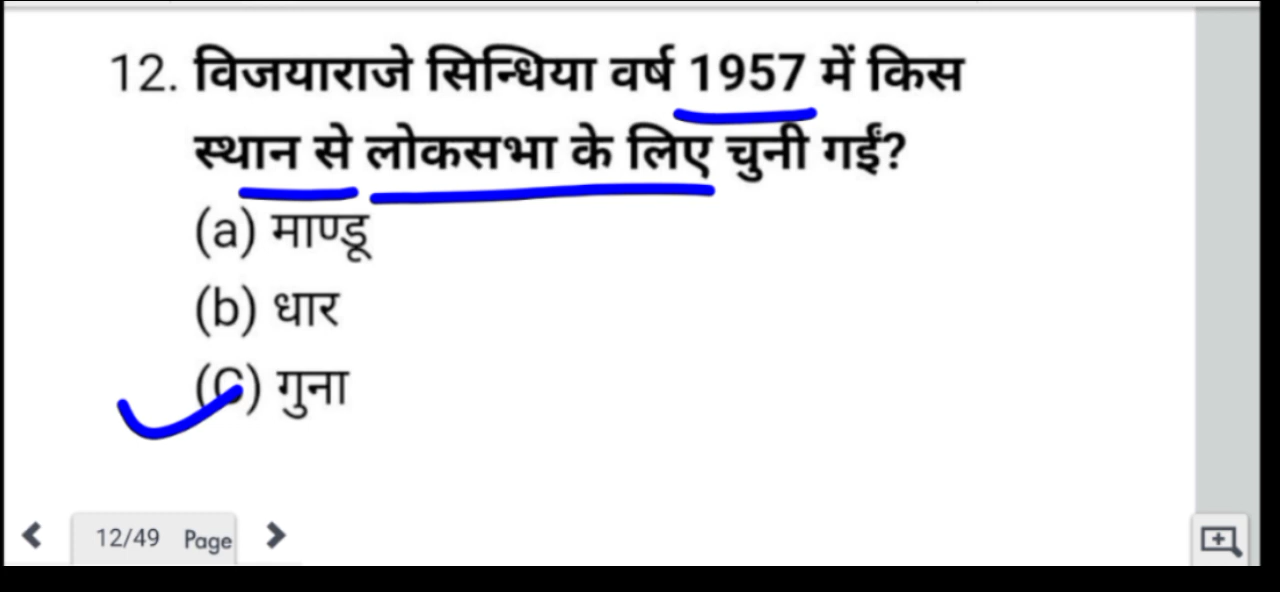 12. विजयाराजे सिन्धिया वर्ष 1957 में किस
स्थान से लोकसभा के लिए चुनी गईं?
(a) माण्डू
(b) धार
(C) गुना
12/49 Page